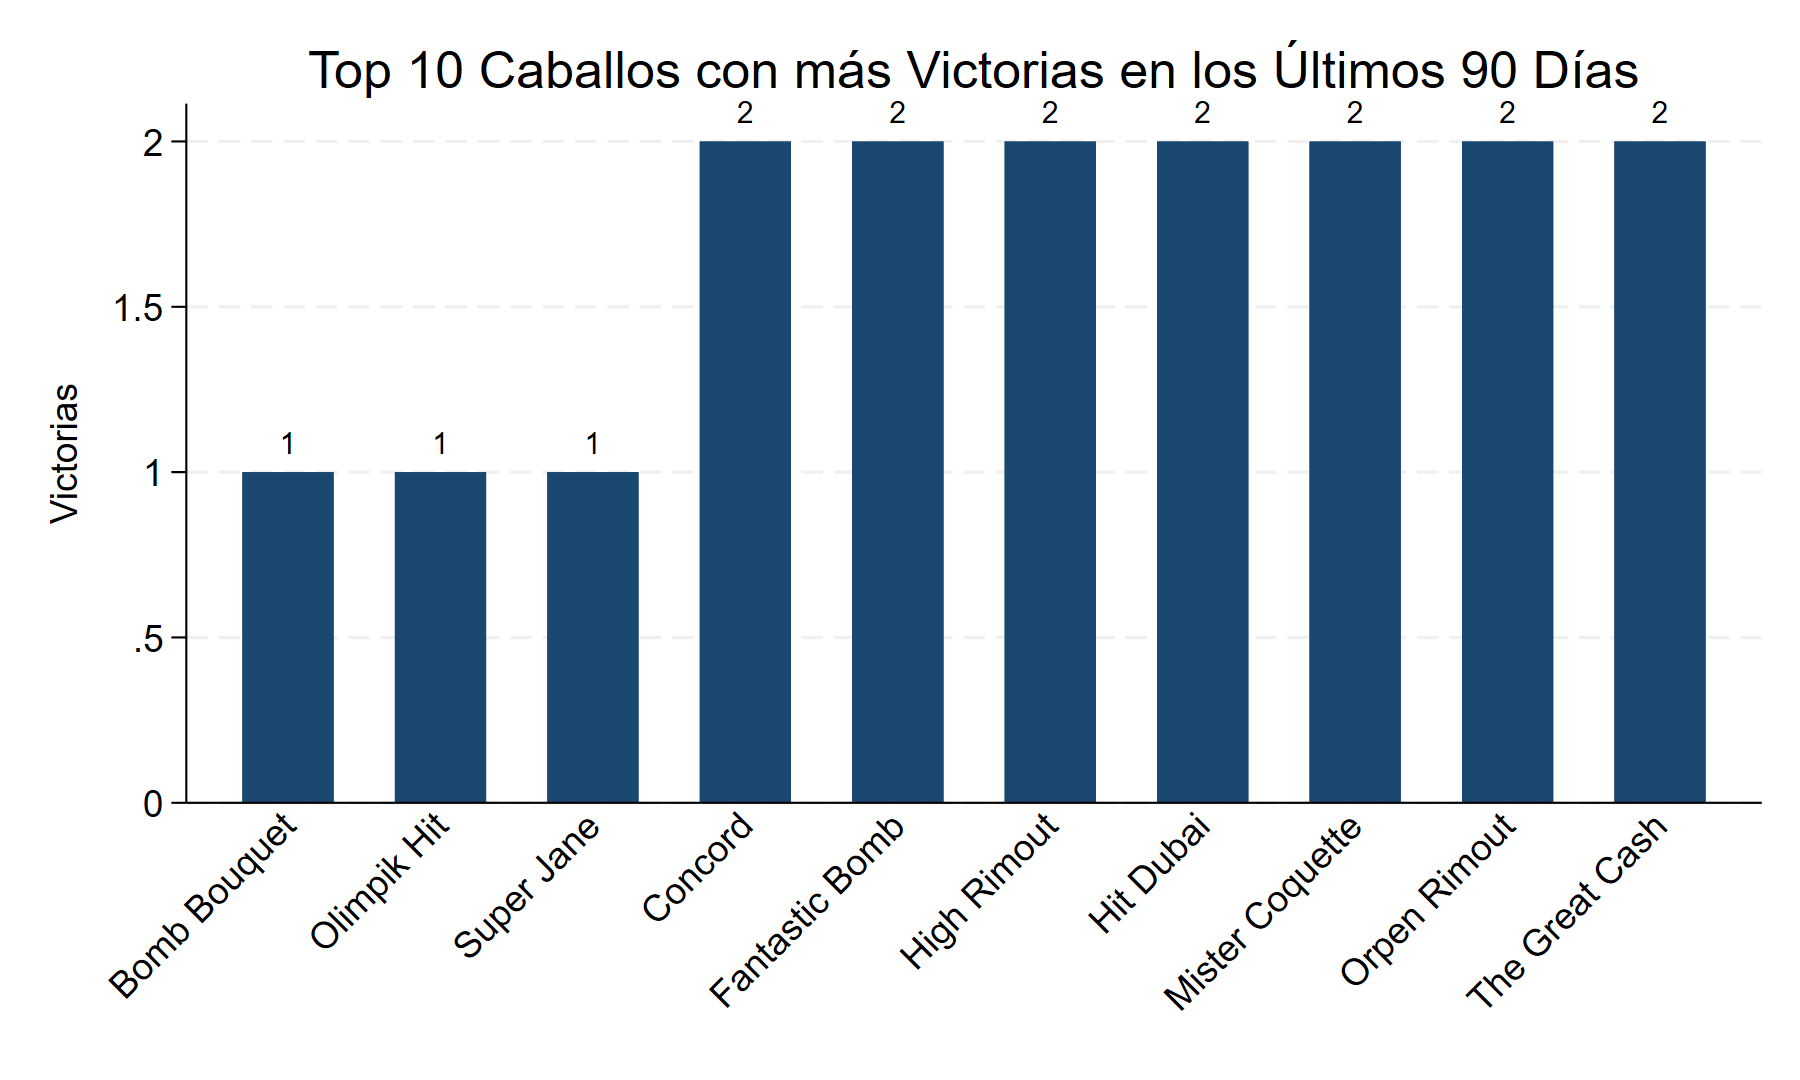 Top 10 Caballos con más Victorias en los Últimos 90 Días
2 2 2 2 2 2 2
2
1.5
1 1 1
1
.5
0
Victorias
Bomb Bouquet
Olimpik Hit
Super Jane
Concord
Fantastic Bomb
High Rimout
Hit Dubai
Mister Coquette
Orpen Rimout
The Great Cash